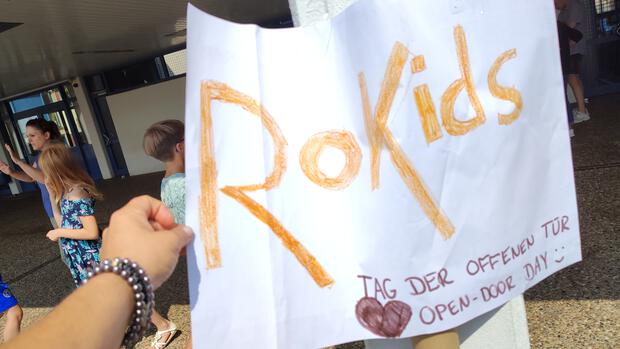 RoKids
TAG DER OFFENEN TÜR
OPEN-DOOR DAY :)